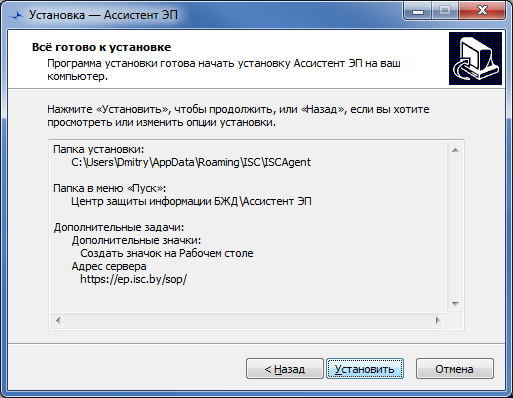 Установка — Ассистент ЭП
Всё готово к установке
Программа установки готова начать установку Ассистент ЭП на ваш
компьютер.
Нажмите «Установить», чтобы продолжить, или «Назад», если вы хотите
просмотреть или изменить опции установки.
Папка установки:
C:\Users\Dmitry\AppData\Roaming\ISC\ISCAgent
Папка в меню «Пуск»:
Центр защиты информации БЖД\Ассистент ЭП
Дополнительные задачи:
Дополнительные значки:
Создать значок на Рабочем столе
Адрес сервера
https://ep.isc.by/sop/
< Назад
Установить
Отмена